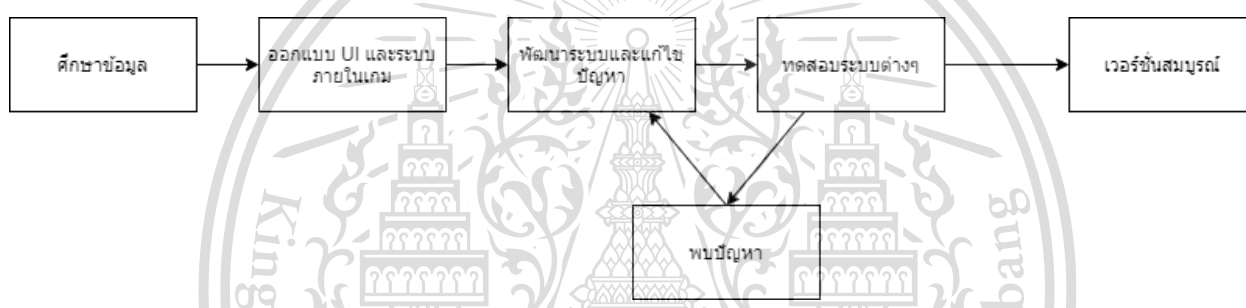 ศึกษาข้อมูล
ออกแบบ UI และระบบ
ภายในเกม
พัฒนาระบบและแก้ไข
ปัญหา
ทดสอบระบบต่างๆ
เวอร์ชั่นสมบูรณ์
พบปัญหา
King
bang